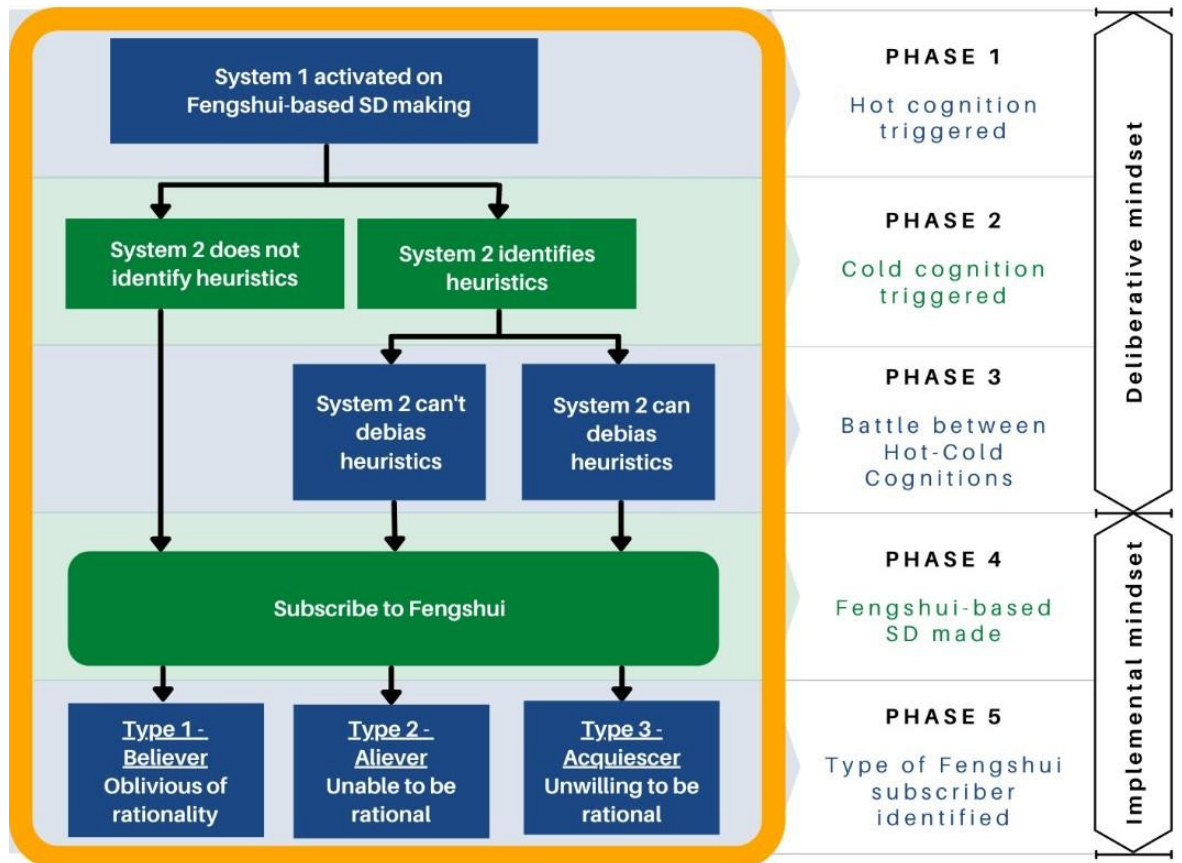 System 1 activated on
Fengshui-based SD making
PHASE 1
Hot cognition
triggered
System 2 does not
identify heuristics
System 2 identifies
heuristics
PHASE 2
Cold cognition
triggered
System 2 can't
debias
heuristics
System 2 can
debias
heuristics
PHASE 3
Battle between
Hot-Cold
Cognitions
Deliberative mindset
Subscribe to Fengshui
PHASE 4
Fengshui-based
SD made
Type 1 -
Believer
Oblivious of
rationality
Type 2 -
Aliever
Unable to be
rational
Type 3 -
Acquiescer
Unwilling to be
rational
PHASE 5
Type of Fengshui
subscriber
identified
Implemental mindset